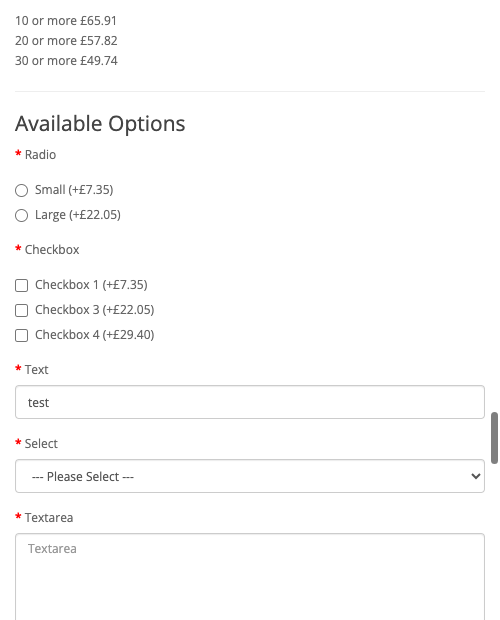 10 or more £65.91
20 or more £57.82
30 or more £49.74
Available Options
* Radio
Small (+£7.35)
Large (+£22.05)
* Checkbox
Checkbox 1 (+£7.35)
Checkbox 3 (+£22.05)
Checkbox 4 (+£29.40)
* Text
test
* Select
--- Please Select ---
* Textarea
Textarea